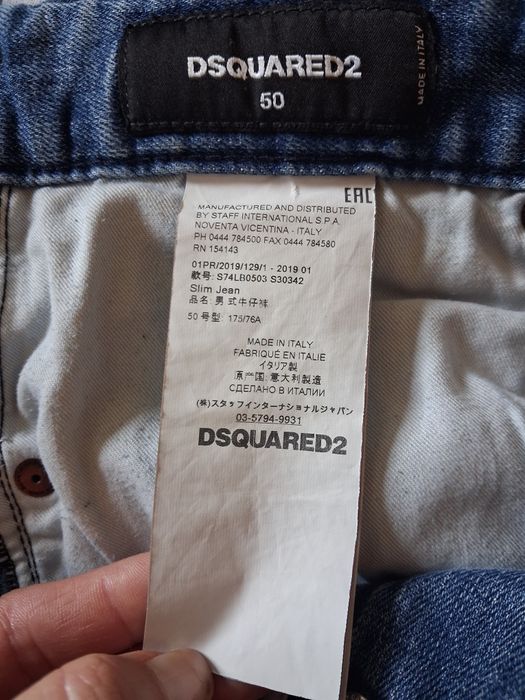 DSQUARED2
50
MADE IN ITALY
EAC
MANUFACTURED AND DISTRIBUTED
BY STAFF INTERNATIONAL S.P.A.
NOVENTA VICENTINA - ITALY
PH 0444 784500 FAX 0444 784580
RN 154143
01PR/2019/129/1 - 2019 01
款号: S74LB0503 S30342
Slim Jean
品名: 男式牛仔裤
50 号型: 175/76A
MADE IN ITALY
FABRIQUÉ EN ITALIE
イタリア製
原产国: 意大利製造
СДЕЛАНО В ИТАЛИИ
(株)スタッフインターナショナルジャパン
03-5794-9931
DSQUARED2